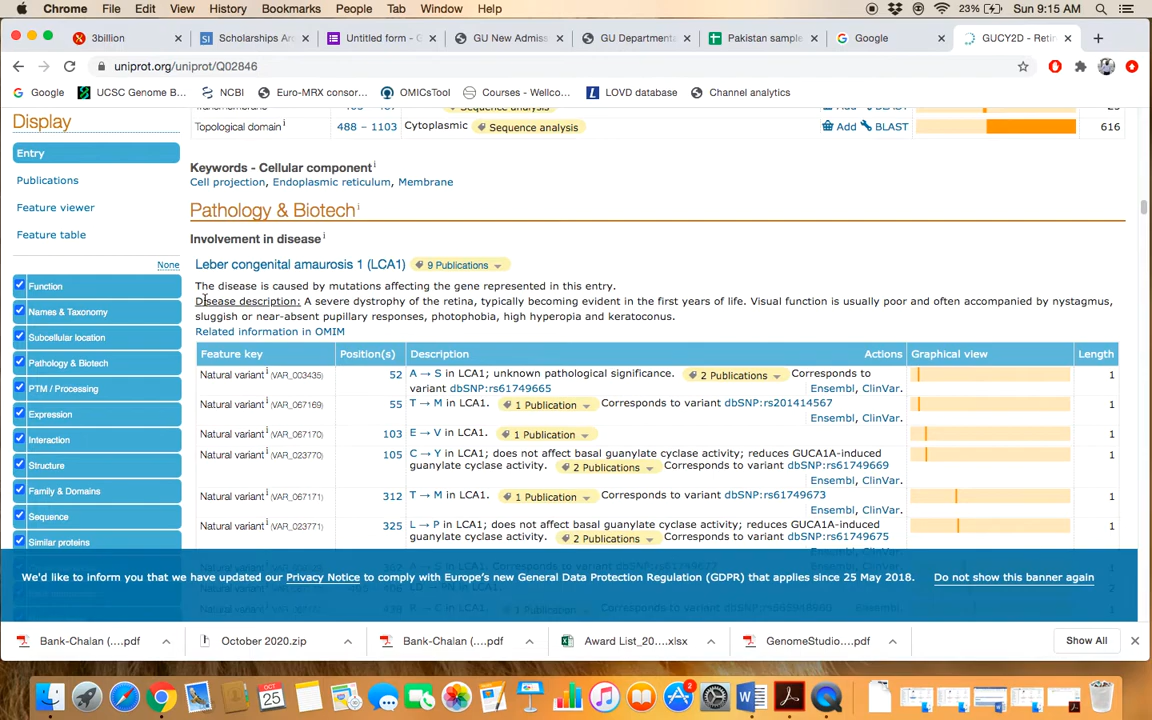 Chrome File Edit View History Bookmarks People Tab Window Help 23% Sun 9:15 AM
3billion Scholarships Ar Untitled form - G GU New Admis GU Department Pakistan sampl Google GUCY2D - Reti
uniprot.org/uniprot/Q02846
Google UCSC Genome B... NCBI Euro-MRX consor... OMICsTool Courses - Wellco... LOVD database Channel analytics
Display
Entry
Publications
Feature viewer
Feature table
None
Function
Names & Taxonomy
Subcellular location
Pathology & Biotech
PTM / Processing
Expression
Interaction
Structure
Family & Domains
Sequence
Similar proteins
Topological domain i 488 – 1103 Cytoplasmic Sequence analysis Add BLAST 616
Keywords - Cellular component i
Cell projection, Endoplasmic reticulum, Membrane
Pathology & Biotech i
Involvement in disease i
Leber congenital amaurosis 1 (LCA1) 9 Publications
The disease is caused by mutations affecting the gene represented in this entry.
Disease description: A severe dystrophy of the retina, typically becoming evident in the first years of life. Visual function is usually poor and often accompanied by nystagmus,
sluggish or near-absent pupillary responses, photophobia, high hyperopia and keratoconus.
Related information in OMIM
Feature key Position(s) Description Actions Graphical view Length
Natural variant i (VAR_003435) 52 A → S in LCA1; unknown pathological significance. 2 Publications Corresponds to 1
variant dbSNP:rs61749665 Ensembl, ClinVar.
Natural variant i (VAR_067169) 55 T → M in LCA1. 1 Publication Corresponds to variant dbSNP:rs201414567 1
Ensembl, ClinVar.
Natural variant i (VAR_067170) 103 E → V in LCA1. 1 Publication 1
Natural variant i (VAR_023770) 105 C → Y in LCA1; does not affect basal guanylate cyclase activity; reduces GUCA1A-induced 1
guanylate cyclase activity. 2 Publications Corresponds to variant dbSNP:rs61749669
Ensembl, ClinVar.
Natural variant i (VAR_067171) 312 T → M in LCA1. 1 Publication Corresponds to variant dbSNP:rs61749673 1
Ensembl, ClinVar.
Natural variant i (VAR_023771) 325 L → P in LCA1; does not affect basal guanylate cyclase activity; reduces GUCA1A-induced 1
guanylate cyclase activity. 2 Publications Corresponds to variant dbSNP:rs61749675
We'd like to inform you that we have updated our Privacy Notice to comply with Europe's new General Data Protection Regulation (GDPR) that applies since 25 May 2018. Do not show this banner again
Bank-Chalan (....pdf October 2020.zip Bank-Chalan (....pdf Award List_20....xlsx GenomeStudio....pdf Show All
OCT
25
2